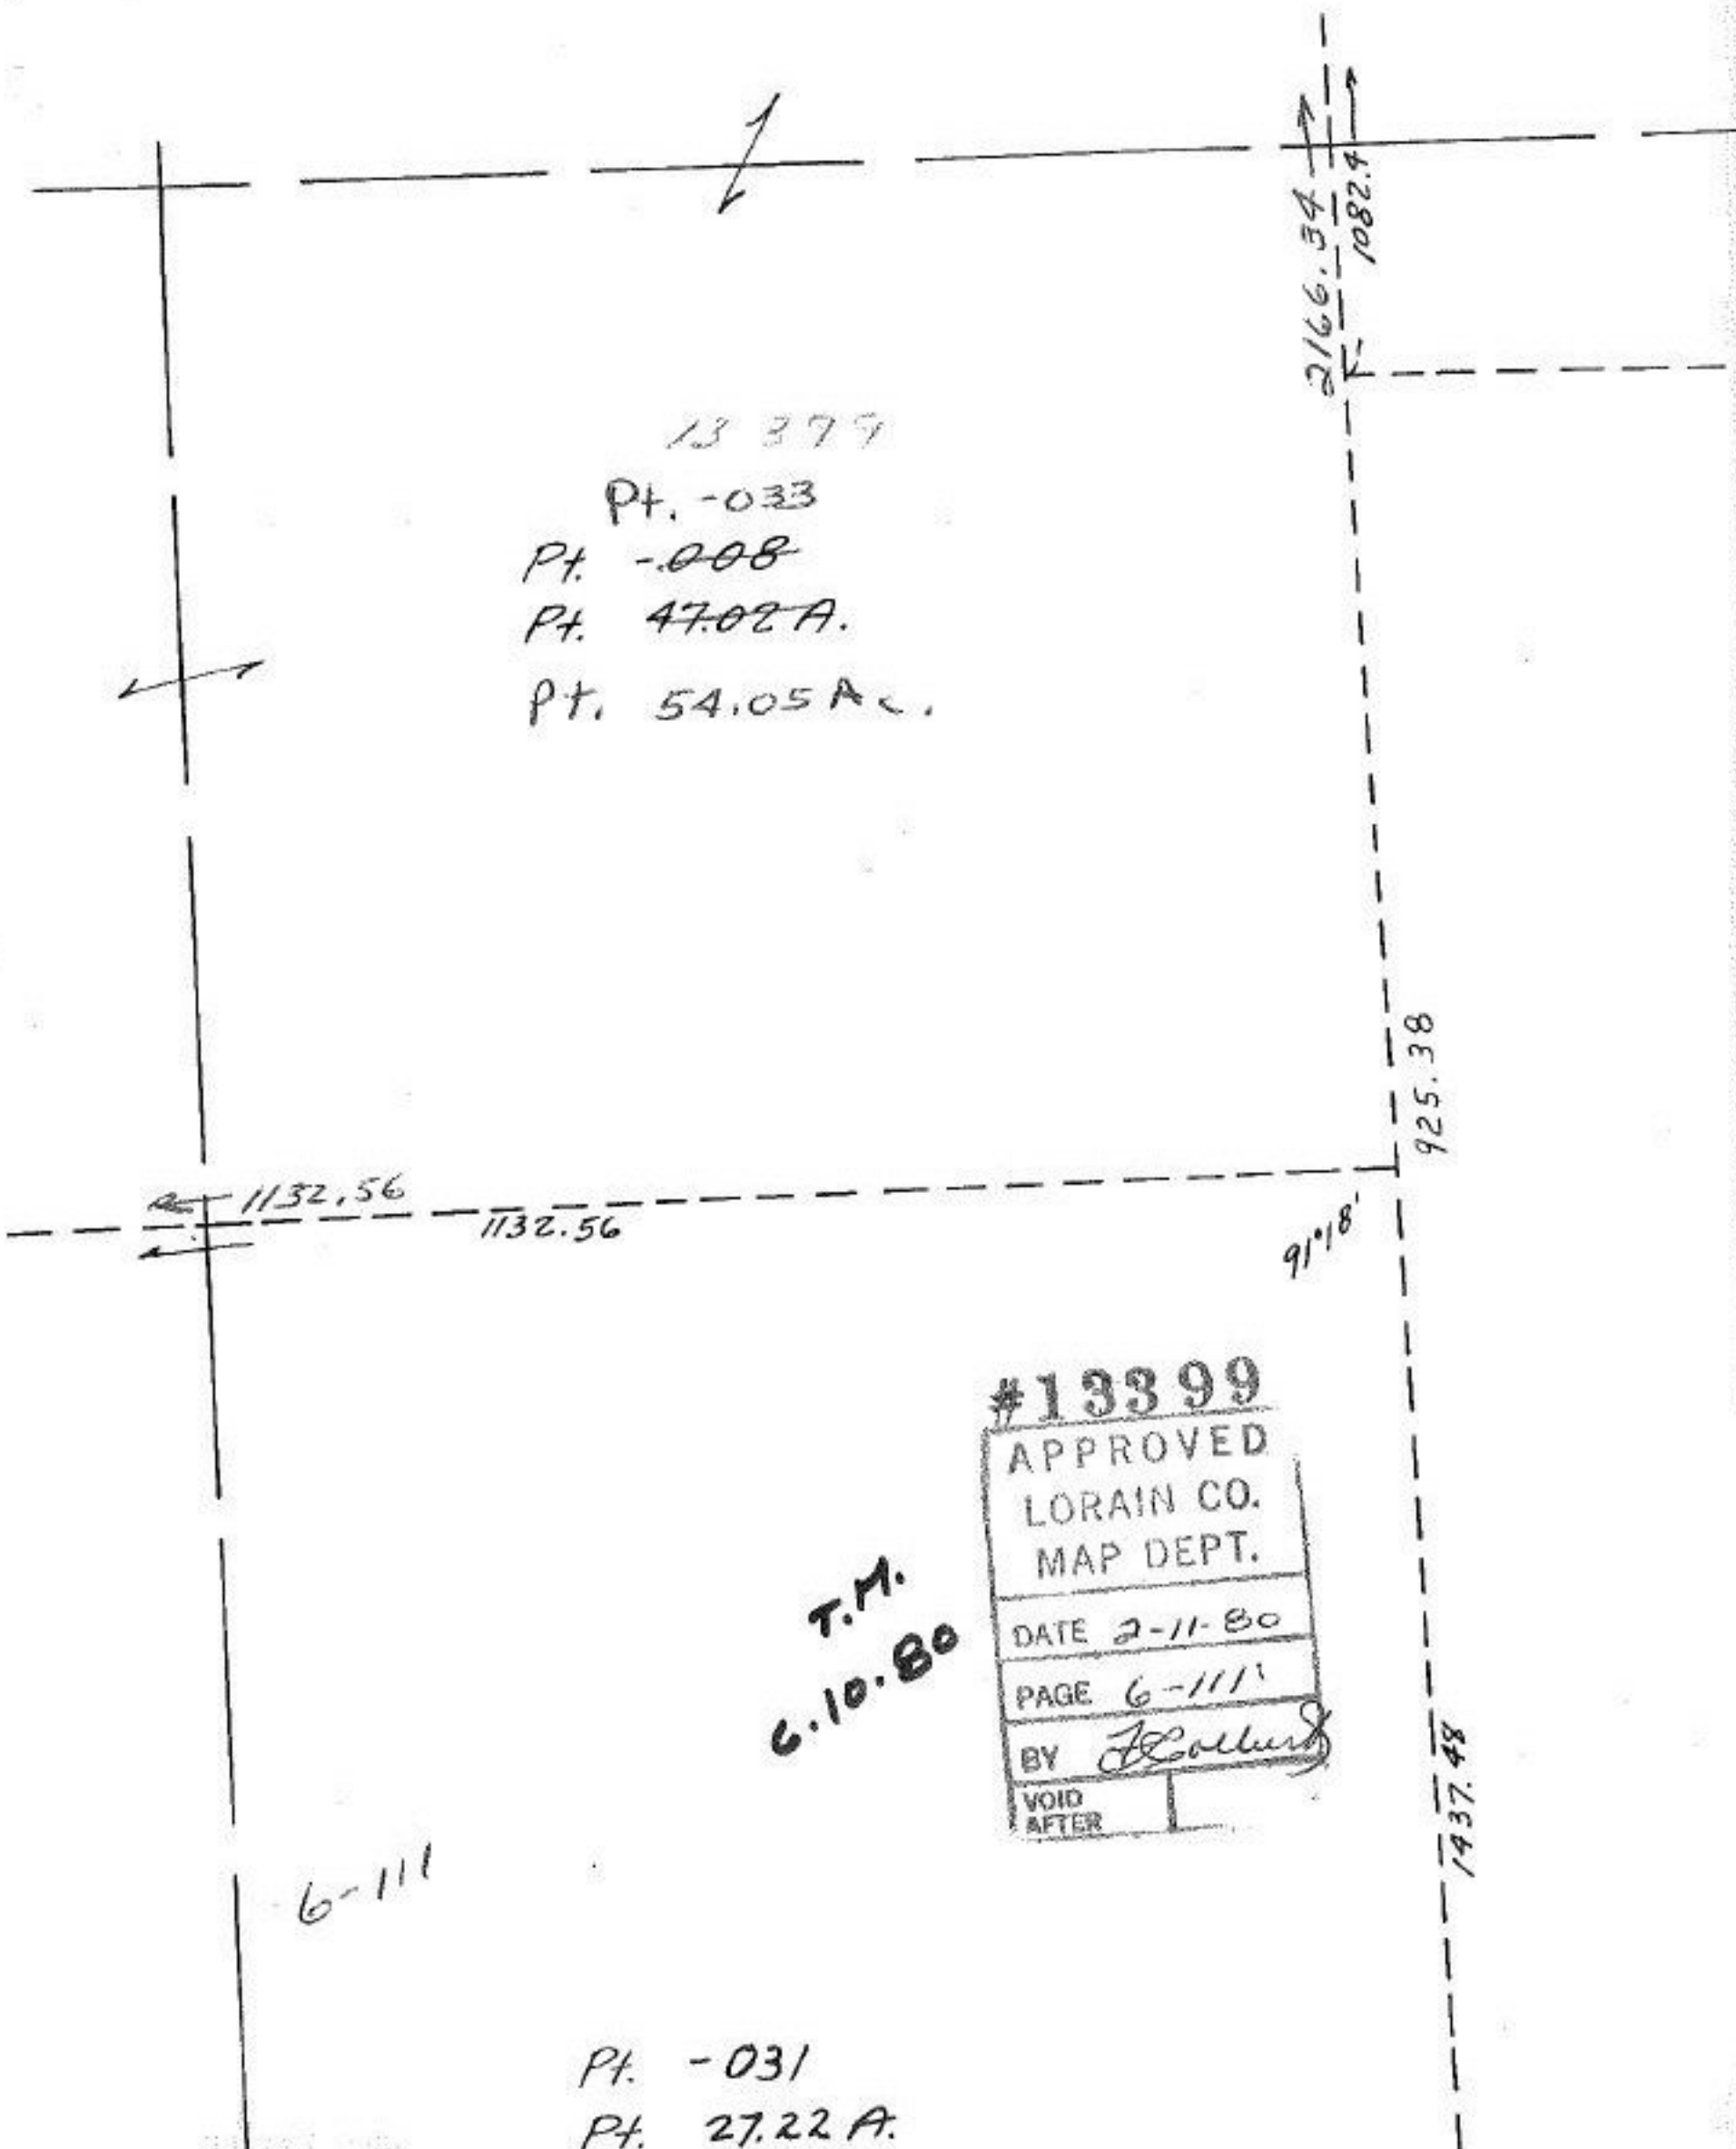 2166.34
1082.4
13 399
Pt. -033
Pt. -008
Pt. 47.02 A.
Pt. 54.05 Ac.
925.38
1132.56
1132.56
91°18'
#13399
APPROVED
LORAIN CO.
MAP DEPT.
T.M.
6.10.80
DATE 2-11-80
PAGE 6-111
BY
VOID
AFTER
1437.48
6-111
Pt. -031
Pt. 27.22 A.